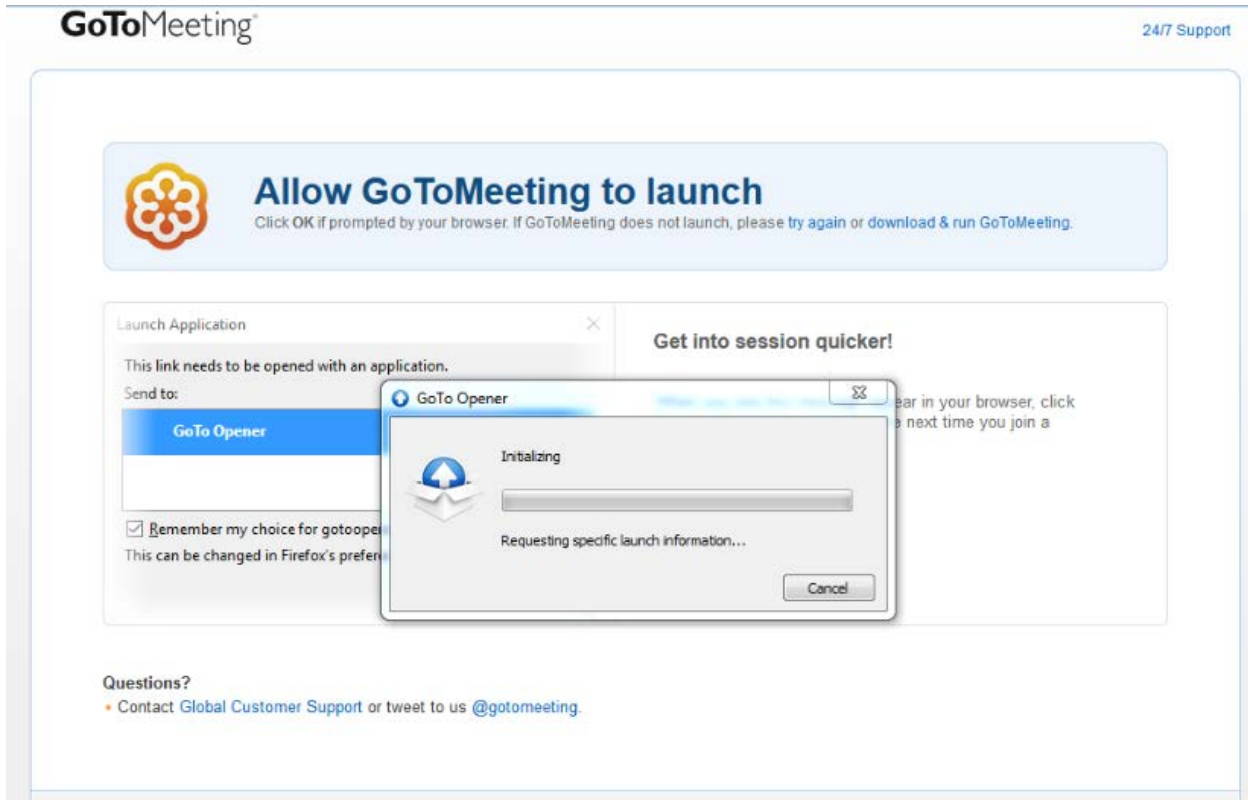 GoToMeeting
24/7 Support
Allow GoToMeeting to launch
Click OK if prompted by your browser. If GoToMeeting does not launch, please try again or download & run GoToMeeting.
Launch Application
This link needs to be opened with an application.
Send to:
GoTo Opener
Remember my choice for gotoope
This can be changed in Firefox's prefe
Get into session quicker!
ear in your browser, click
next time you join a
GoTo Opener
Initializing
Requesting specific launch information...
Cancel
Questions?
• Contact Global Customer Support or tweet to us @gotomeeting.